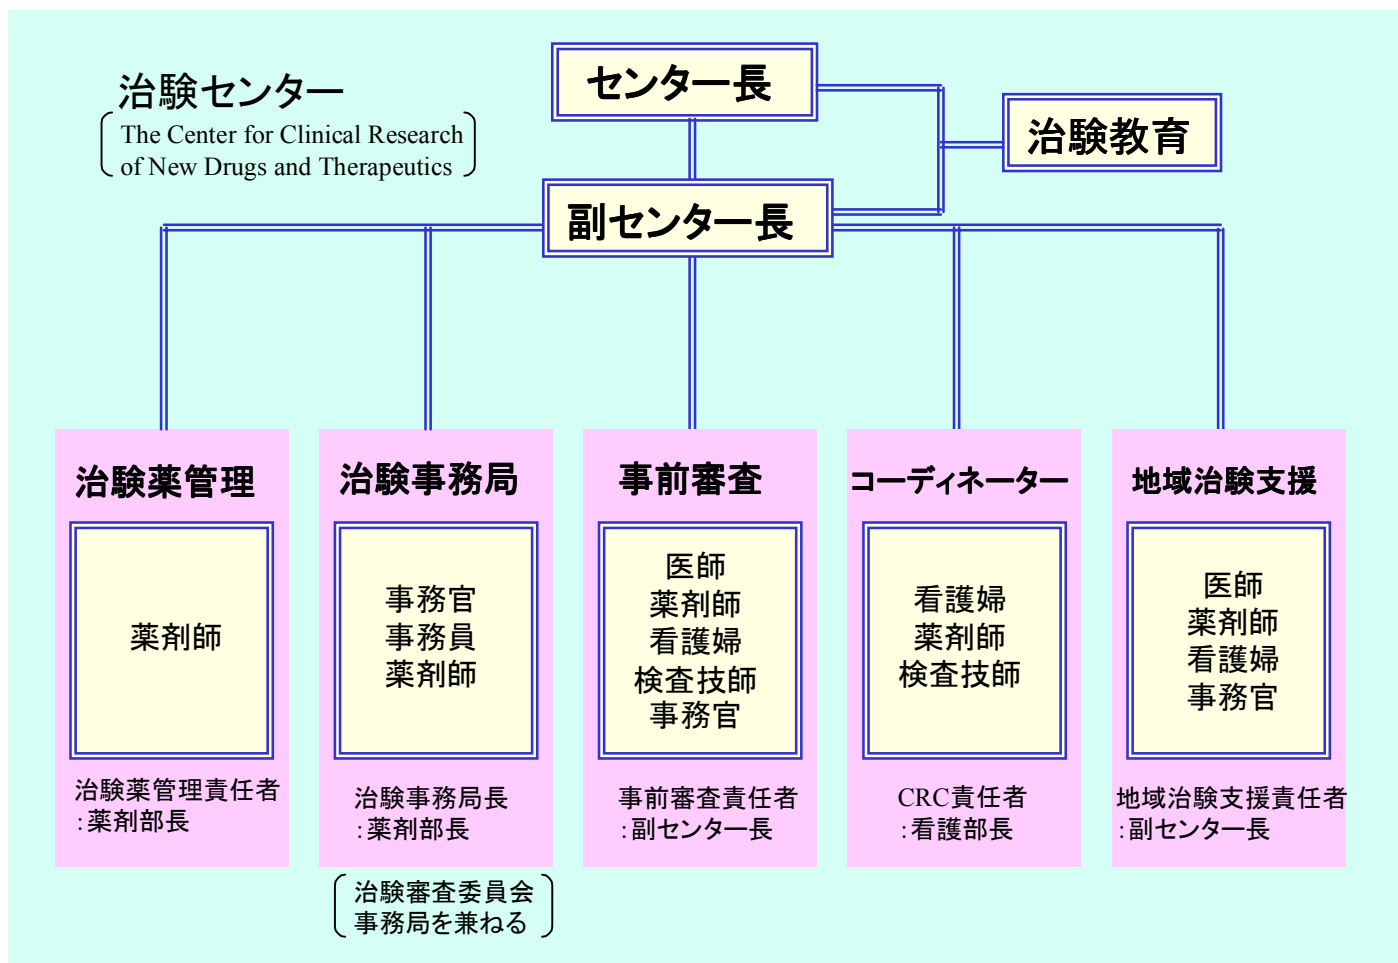 治験センター
The Center for Clinical Research
of New Drugs and Therapeutics
センター長
治験教育
副センター長
治験薬管理
薬剤師
治験薬管理責任者
:薬剤部長
治験事務局
事務官
事務員
薬剤師
治験事務局長
:薬剤部長
治験審査委員会
事務局を兼ねる
事前審査
医師
薬剤師
看護婦
検査技師
事務官
事前審査責任者
:副センター長
コーディネーター
看護婦
薬剤師
検査技師
CRC責任者
:看護部長
地域治験支援
医師
薬剤師
看護婦
事務官
地域治験支援責任者
:副センター長